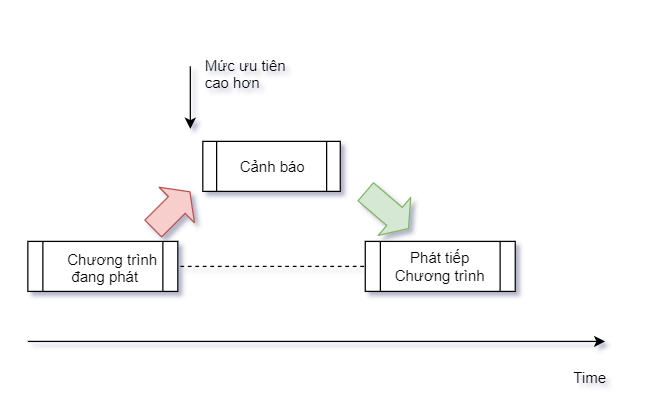 Mức ưu tiên
cao hơn
Cảnh báo
Chương trình
đang phát
Phát tiếp
Chương trình
Time